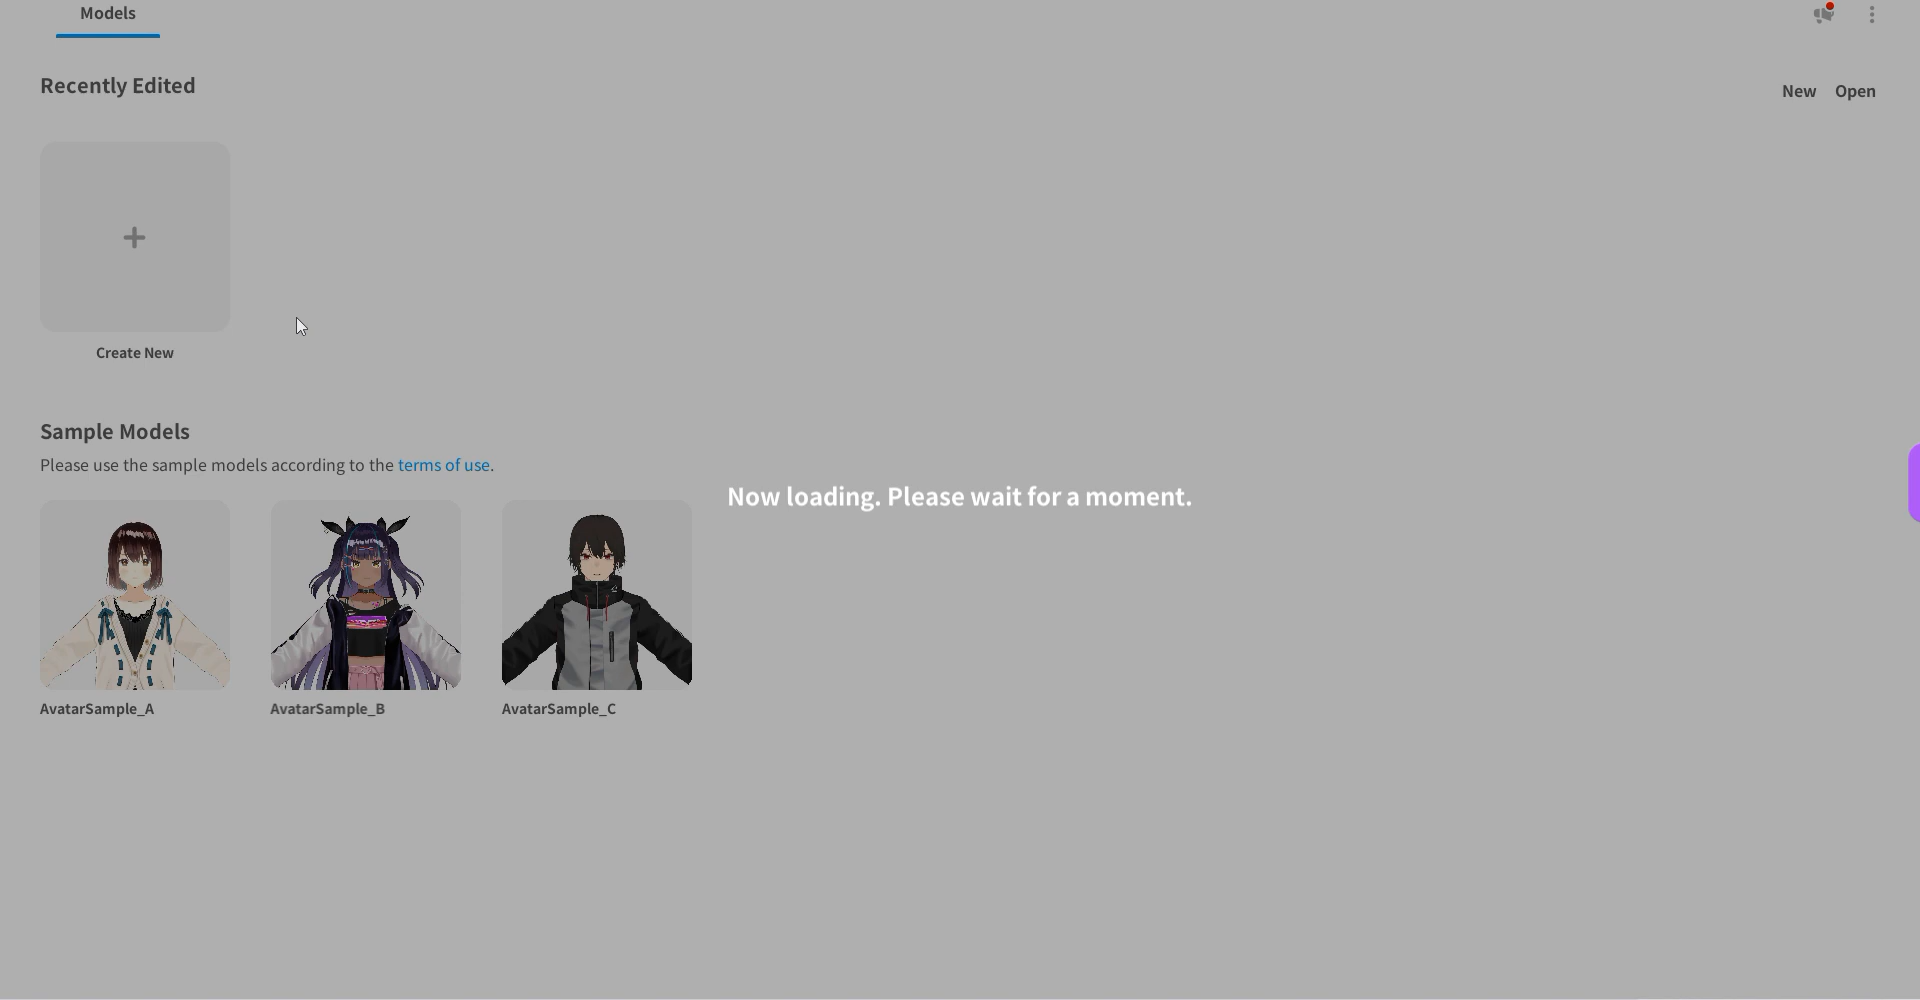 Models
Recently Edited
New Open
Create New
Sample Models
Please use the sample models according to the terms of use.
Now loading. Please wait for a moment.
AvatarSample_A
AvatarSample_B
AvatarSample_C